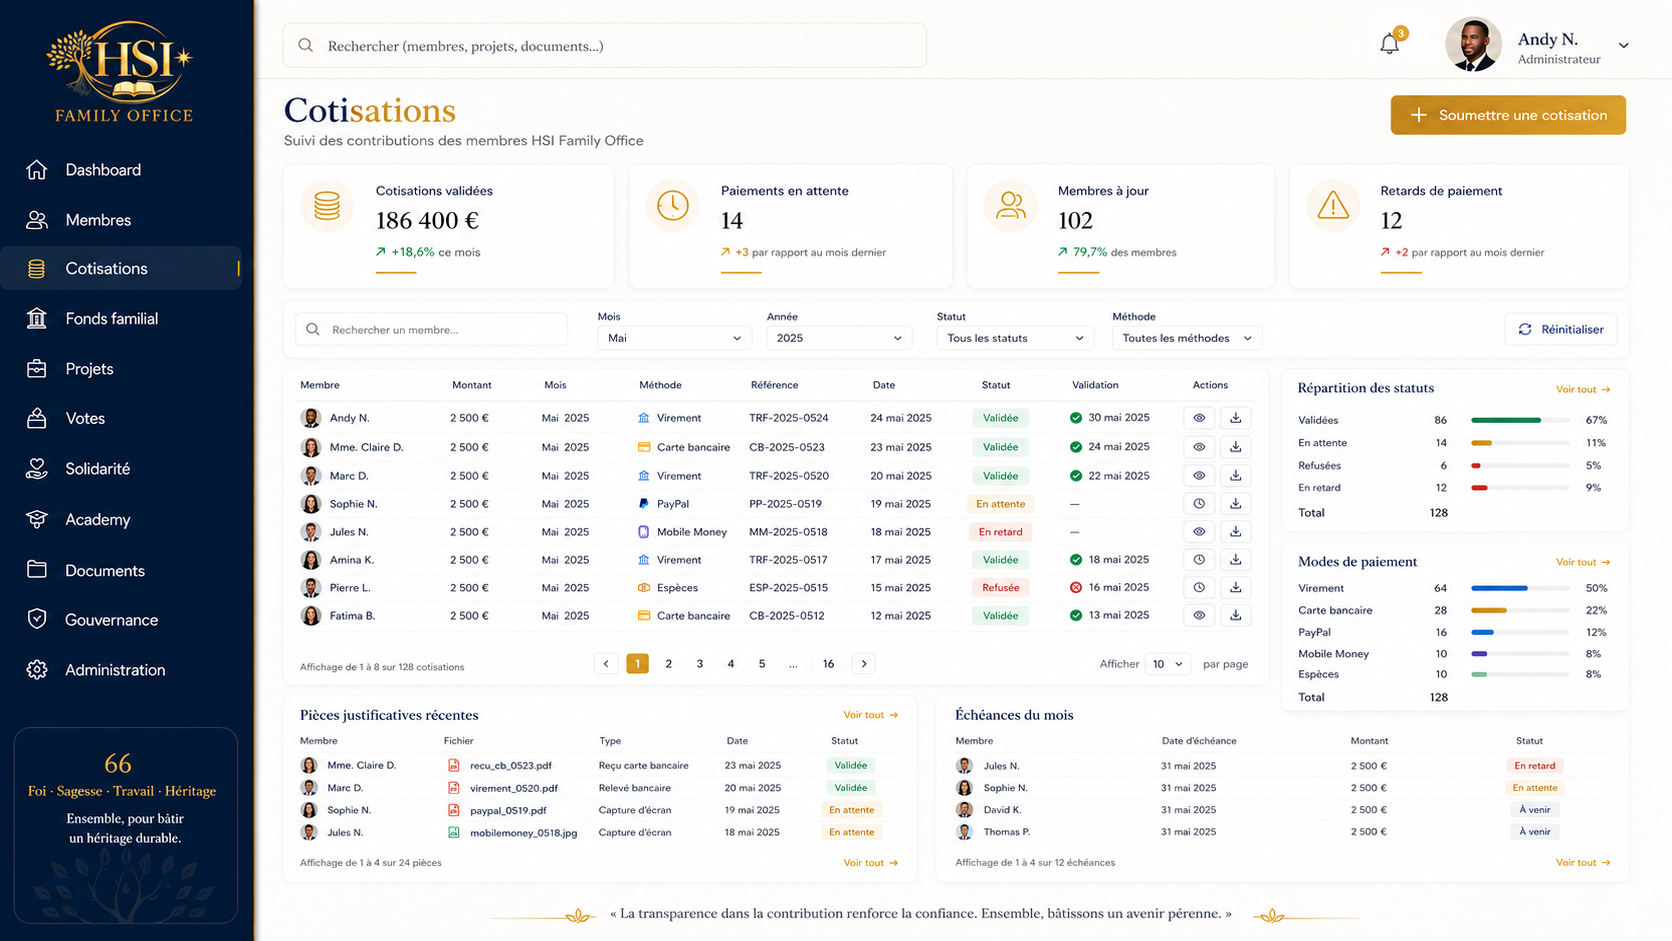 HSI
FAMILY OFFICE
Dashboard
Membres
Cotisations
Fonds familial
Projets
Votes
Solidarité
Academy
Documents
Gouvernance
Administration
66
Foi · Sagesse · Travail · Héritage
Ensemble, pour bâtir
un héritage durable.
Rechercher (membres, projets, documents...)
3
Andy N.
Administrateur
Cotisations
Suivi des contributions des membres HSI Family Office
+ Soumettre une cotisation
Cotisations validées
186 400 €
+18,6% ce mois
Paiements en attente
14
+3 par rapport au mois dernier
Membres à jour
102
79,7% des membres
Retards de paiement
12
+2 par rapport au mois dernier
Rechercher un membre...
Mois
Mai
Année
2025
Statut
Tous les statuts
Méthode
Toutes les méthodes
Réinitialiser
Membre Montant Mois Méthode Référence Date Statut Validation Actions
Andy N. 2 500 € Mai 2025 Virement TRF-2025-0524 24 mai 2025 Validée 30 mai 2025
Mme. Claire D. 2 500 € Mai 2025 Carte bancaire CB-2025-0523 23 mai 2025 Validée 24 mai 2025
Marc D. 2 500 € Mai 2025 Virement TRF-2025-0520 20 mai 2025 Validée 22 mai 2025
Sophie N. 2 500 € Mai 2025 PayPal PP-2025-0519 19 mai 2025 En attente —
Jules N. 2 500 € Mai 2025 Mobile Money MM-2025-0518 18 mai 2025 En retard —
Amina K. 2 500 € Mai 2025 Virement TRF-2025-0517 17 mai 2025 Validée 18 mai 2025
Pierre L. 2 500 € Mai 2025 Espèces ESP-2025-0515 15 mai 2025 Refusée 16 mai 2025
Fatima B. 2 500 € Mai 2025 Carte bancaire CB-2025-0512 12 mai 2025 Validée 13 mai 2025
Affichage de 1 à 8 sur 128 cotisations
‹ 1 2 3 4 5 ... 16 ›
Afficher 10 par page
Répartition des statuts
Voir tout →
Validées 86 67%
En attente 14 11%
Refusées 6 5%
En retard 12 9%
Total 128
Modes de paiement
Voir tout →
Virement 64 50%
Carte bancaire 28 22%
PayPal 16 12%
Mobile Money 10 8%
Espèces 10 8%
Total 128
Pièces justificatives récentes
Voir tout →
Membre Fichier Type Date Statut
Mme. Claire D. recu_cb_0523.pdf Reçu carte bancaire 23 mai 2025 Validée
Marc D. virement_0520.pdf Relevé bancaire 20 mai 2025 Validée
Sophie N. paypal_0519.pdf Capture d'écran 19 mai 2025 En attente
Jules N. mobilemoney_0518.jpg Capture d'écran 18 mai 2025 En attente
Affichage de 1 à 4 sur 24 pièces
Voir tout →
Échéances du mois
Membre Date d'échéance Montant Statut
Jules N. 31 mai 2025 2 500 € En retard
Sophie N. 31 mai 2025 2 500 € En attente
David K. 31 mai 2025 2 500 € À venir
Thomas P. 31 mai 2025 2 500 € À venir
Affichage de 1 à 4 sur 12 échéances
Voir tout →
« La transparence dans la contribution renforce la confiance. Ensemble, bâtissons un avenir pérenne. »